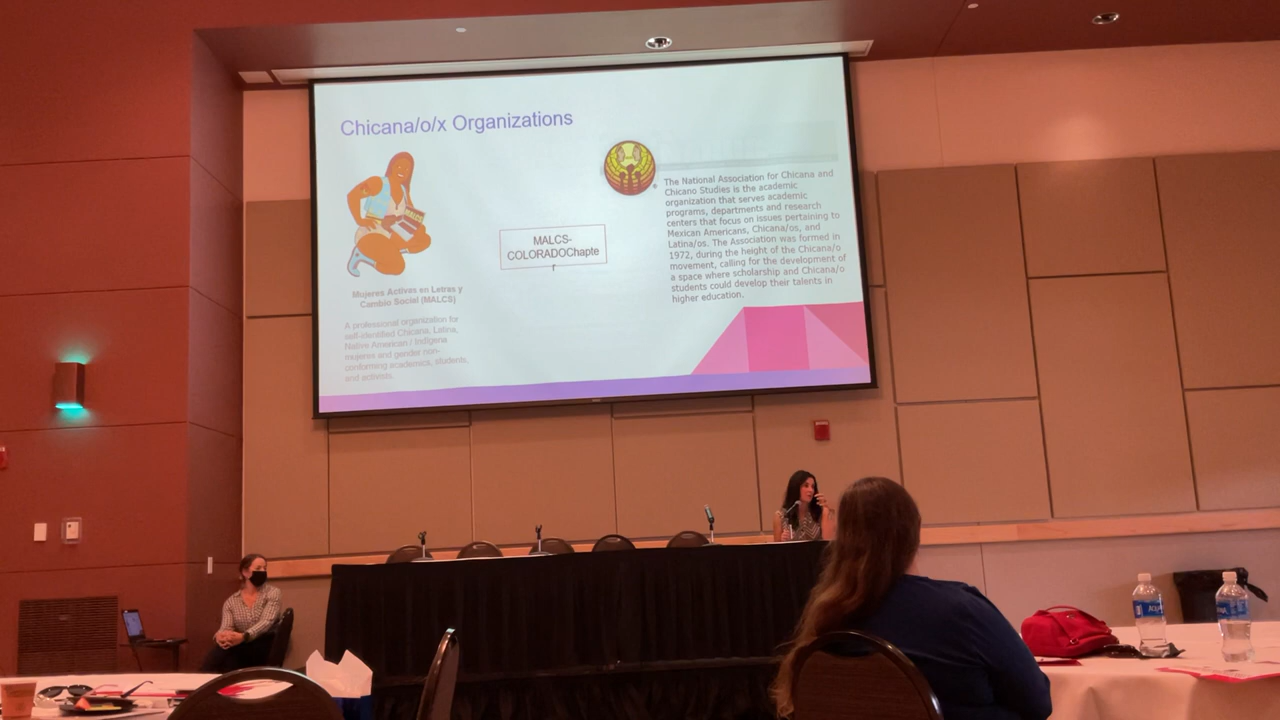 Chicana/o/x Organizations
MALCS
Mujeres Activas en Letras y
Cambio Social (MALCS)
A professional organization for
self-identified Chicana, Latina,
Native American / Indígena
mujeres and gender non-
conforming academics, students,
and activists.
MALCS-
COLORADOChapte
r
The National Association for Chicana and
Chicano Studies is the academic
organization that serves academic
programs, departments and research
centers that focus on issues pertaining to
Mexican Americans, Chicana/os, and
Latina/os. The Association was formed in
1972, during the height of the Chicana/o
movement, calling for the development of
a space where scholarship and Chicana/o
students could develop their talents in
higher education.